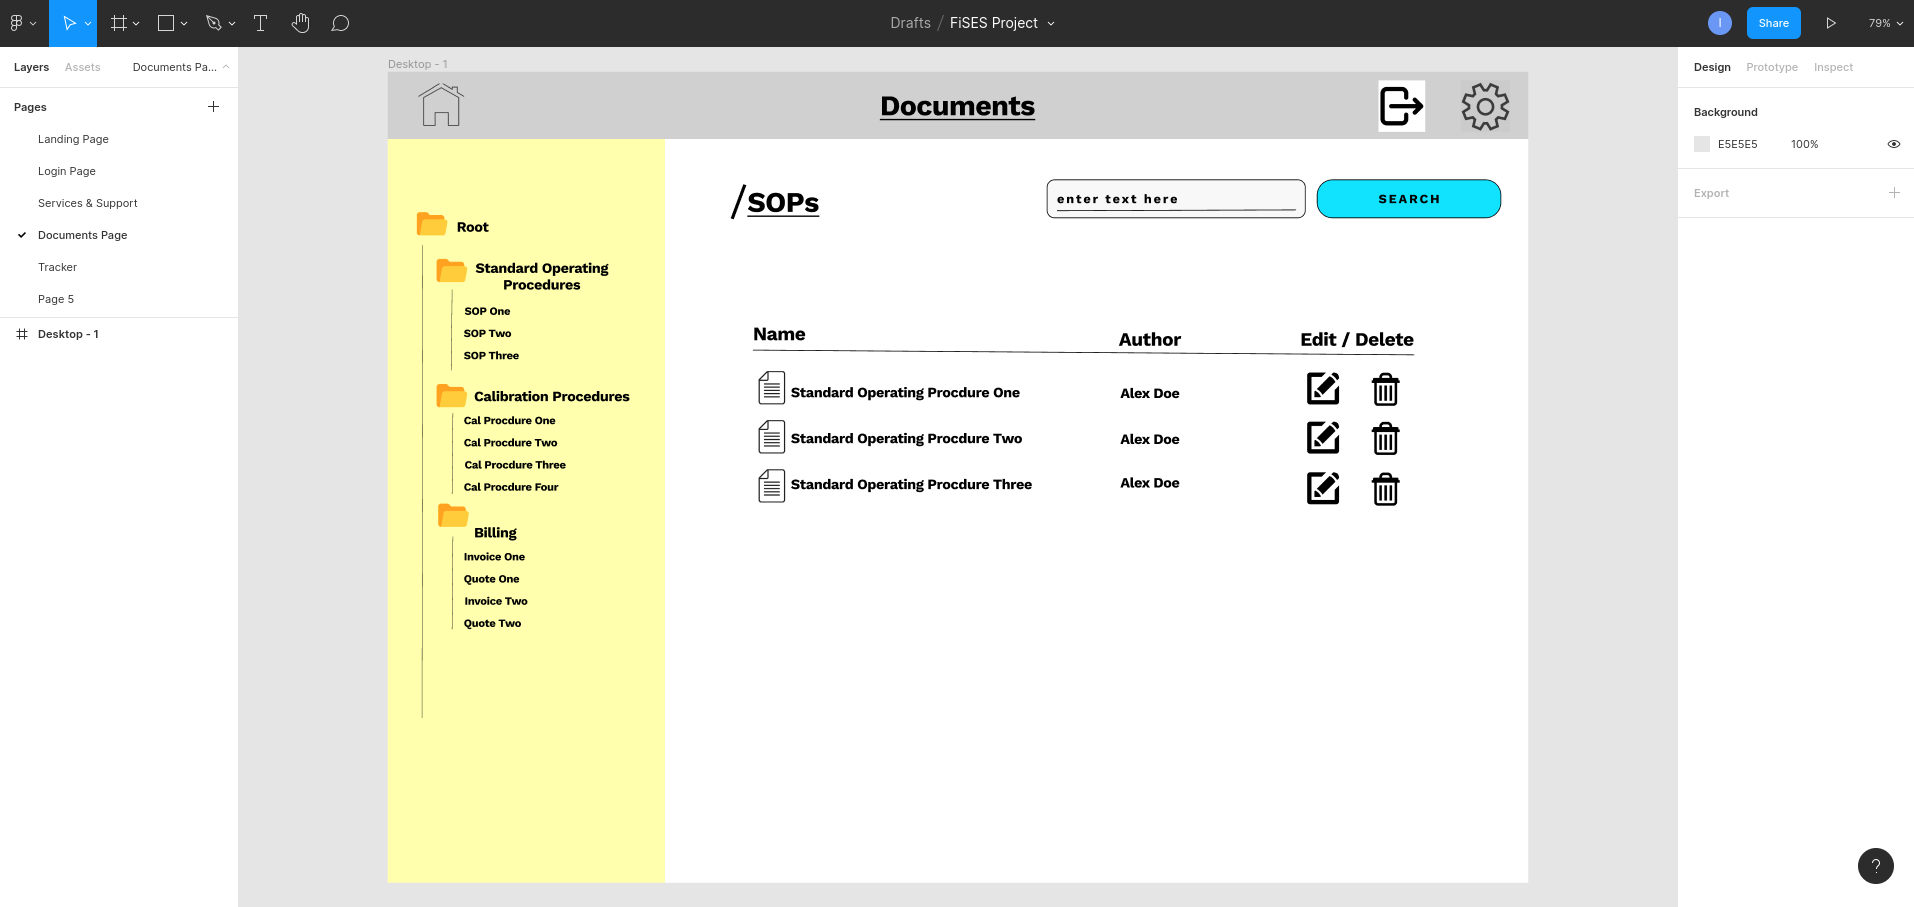 Drafts / FiSES Project
I
Share
79%
Layers
Assets
Documents Pa...
Pages
Landing Page
Login Page
Services & Support
Documents Page
Tracker
Page 5
Desktop - 1
Desktop - 1
Documents
Root
Standard Operating
Procedures
SOP One
SOP Two
SOP Three
Calibration Procedures
Cal Procdure One
Cal Procdure Two
Cal Procdure Three
Cal Procdure Four
Billing
Invoice One
Quote One
Invoice Two
Quote Two
/SOPs
enter text here
SEARCH
Name
Author
Edit / Delete
Standard Operating Procdure One
Alex Doe
Standard Operating Procdure Two
Alex Doe
Standard Operating Procdure Three
Alex Doe
Design
Prototype
Inspect
Background
E5E5E5
100%
Export
?